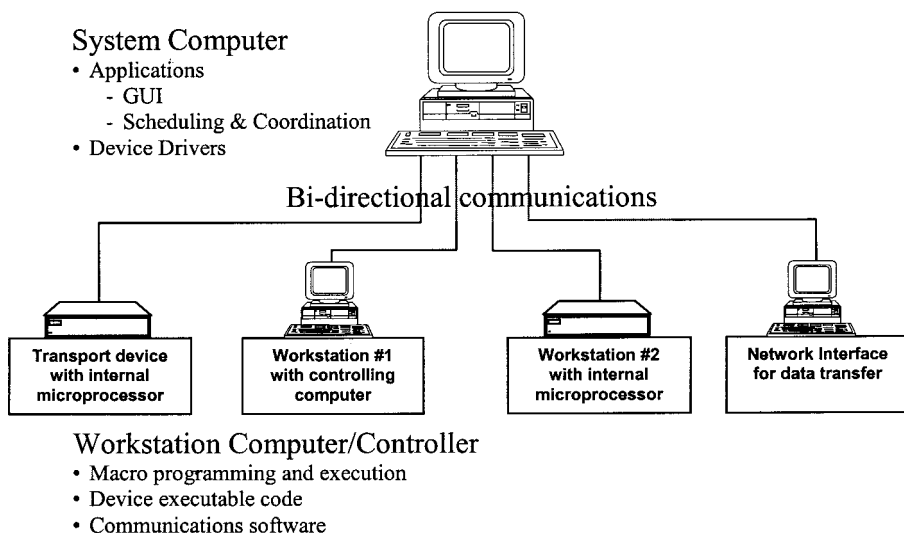 System Computer
• Applications
- GUI
- Scheduling & Coordination
• Device Drivers
Bi-directional communications
Transport device
with internal
microprocessor
Workstation #1
with controlling
computer
Workstation #2
with internal
microprocessor
Network Interface
for data transfer
Workstation Computer/Controller
• Macro programming and execution
• Device executable code
• Communications software